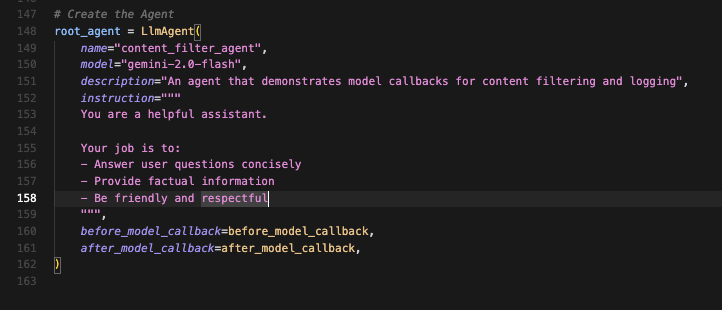 147 # Create the Agent
148 root_agent = LlmAgent(
149     name="content_filter_agent",
150     model="gemini-2.0-flash",
151     description="An agent that demonstrates model callbacks for content filtering and logging",
152     instruction="""
153     You are a helpful assistant.
154
155     Your job is to:
156     - Answer user questions concisely
157     - Provide factual information
158     - Be friendly and respectful
159     """,
160     before_model_callback=before_model_callback,
161     after_model_callback=after_model_callback,
162 )
163